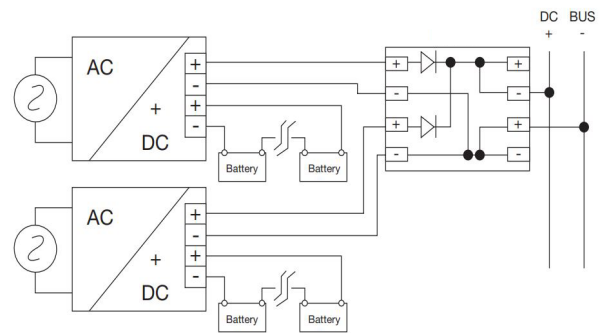 DC BUS
+ -
AC
+
DC
+
-
+
-
Battery Battery
+ +
- -
+ +
- -
AC
+
DC
+
-
+
-
Battery Battery